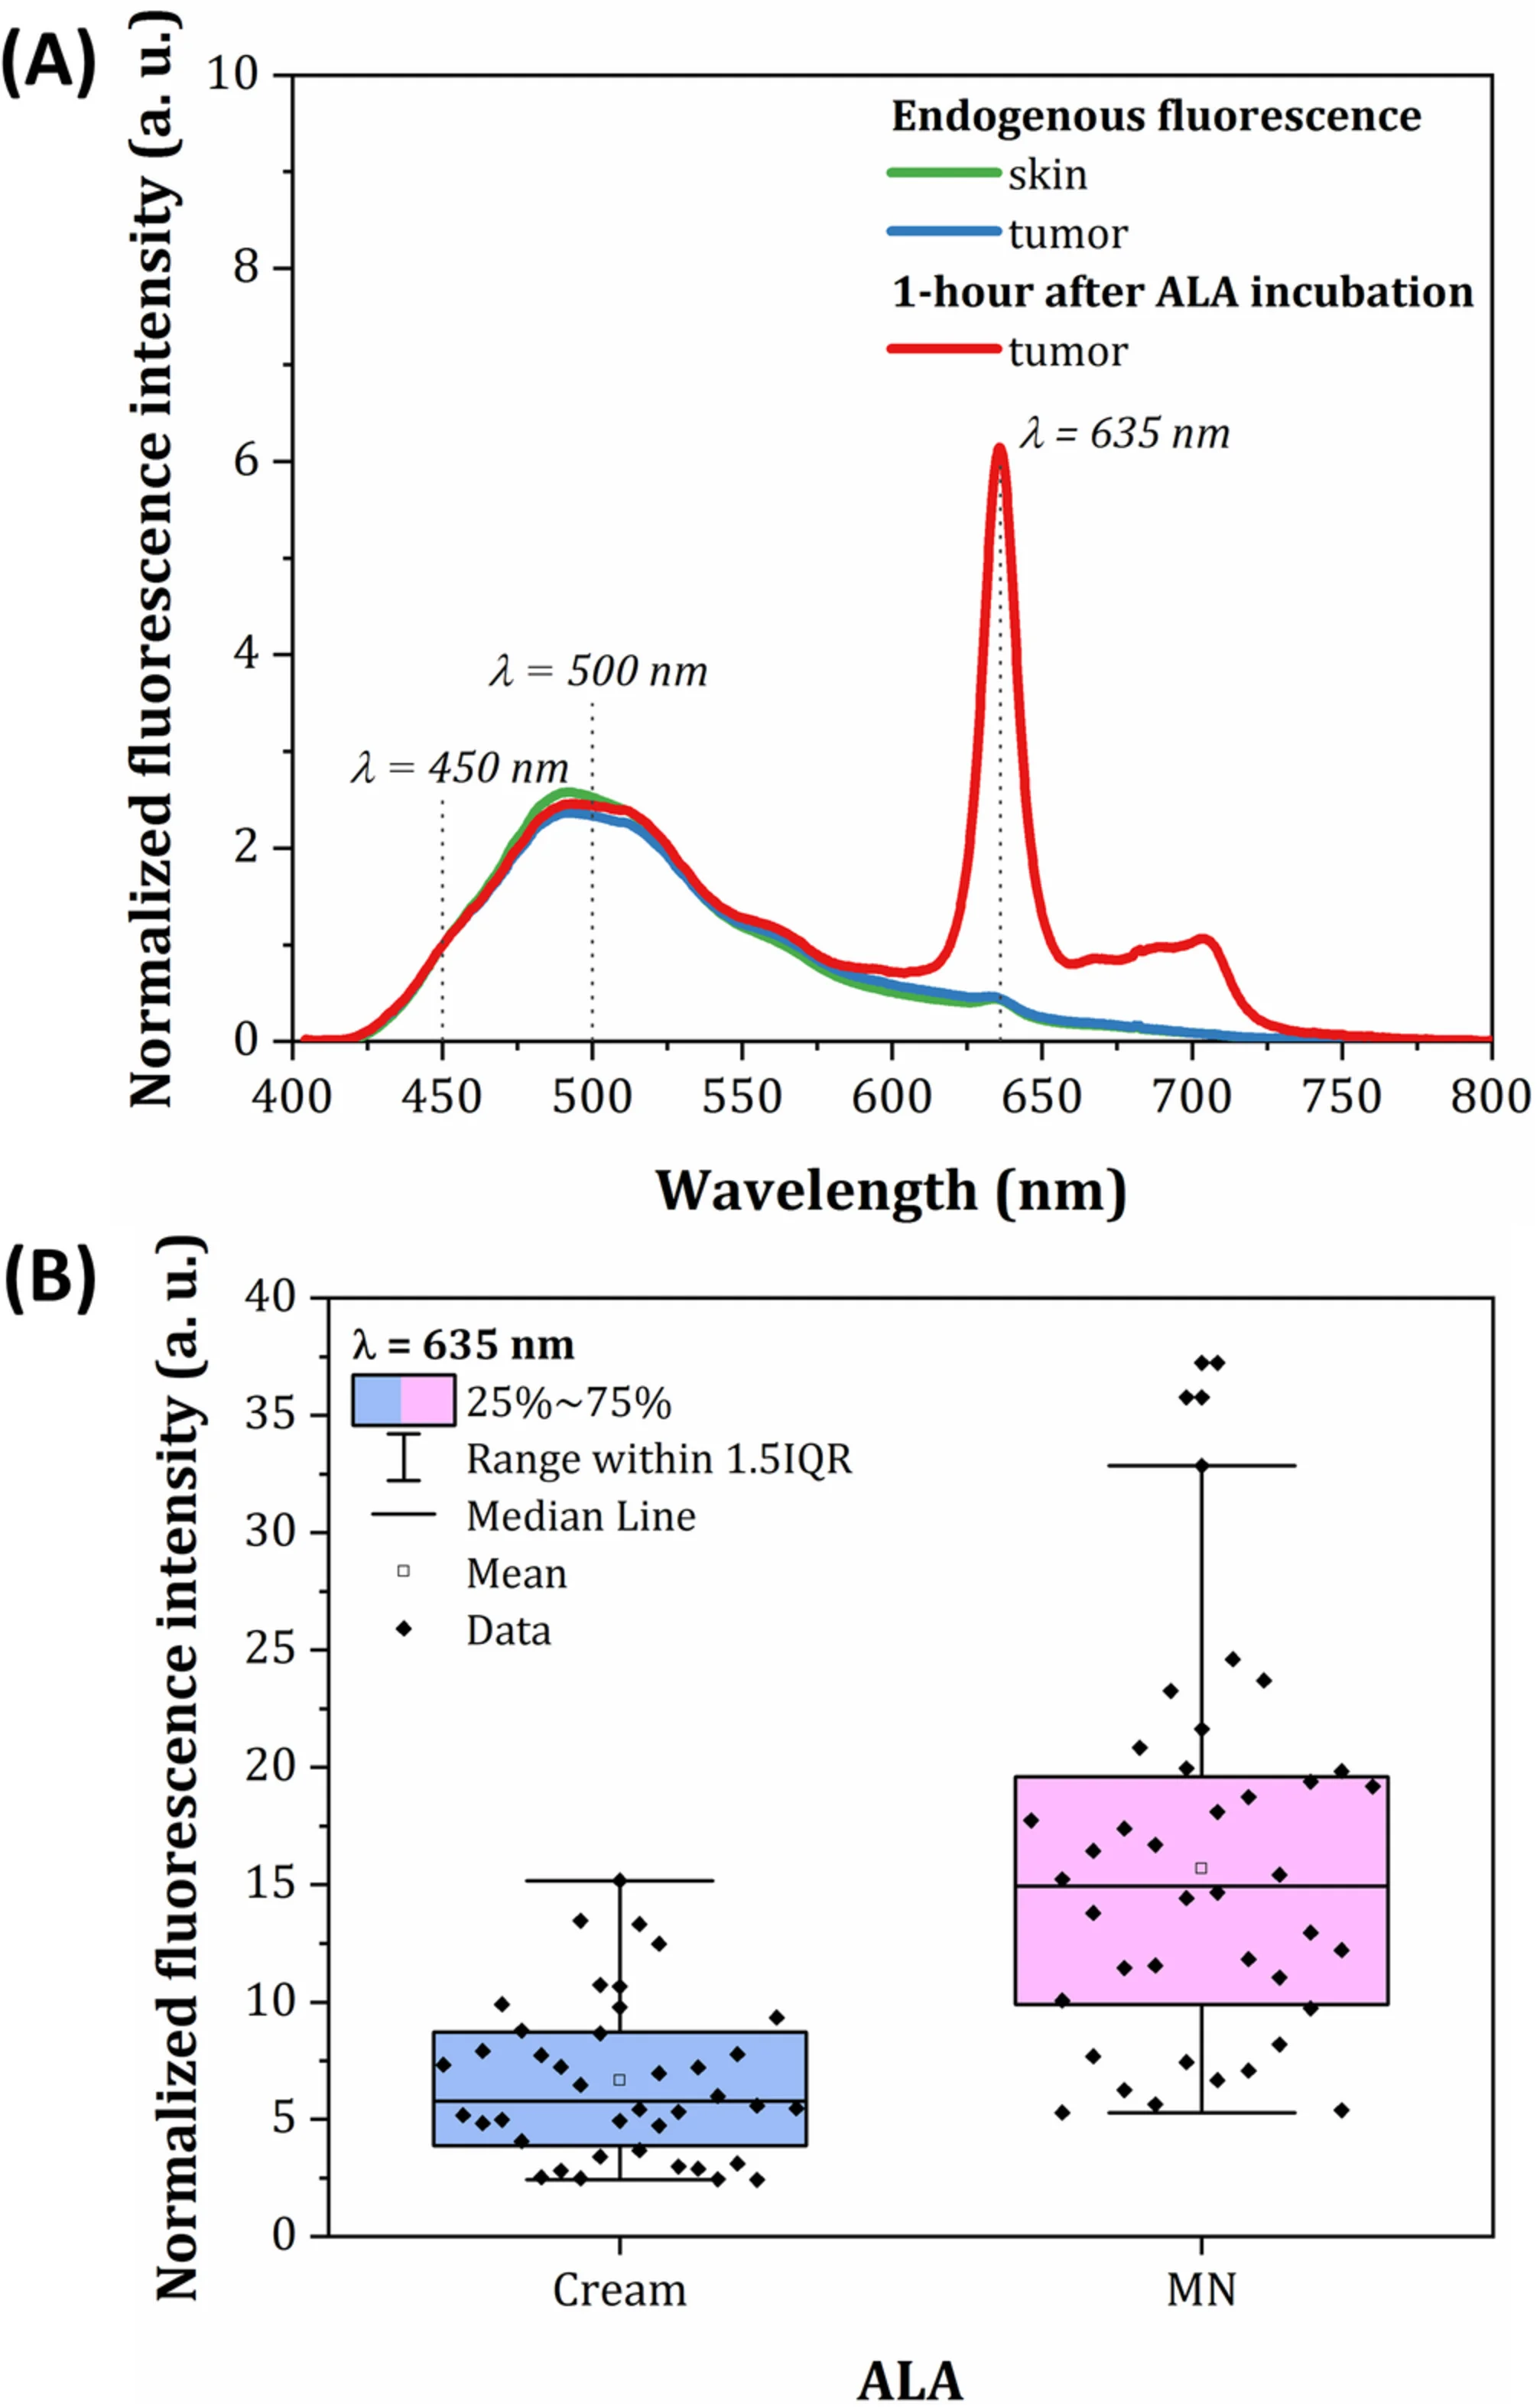 (A)
Normalized fluorescence intensity (a. u.)
10
8
6
4
2
0
Endogenous fluorescence
skin
tumor
1-hour after ALA incubation
tumor
λ = 635 nm
λ = 500 nm
λ = 450 nm
400 450 500 550 600 650 700 750 800
Wavelength (nm)
(B)
Normalized fluorescence intensity (a. u.)
40
35
30
25
20
15
10
5
0
λ = 635 nm
25%~75%
Range within 1.5IQR
Median Line
Mean
Data
Cream MN
ALA